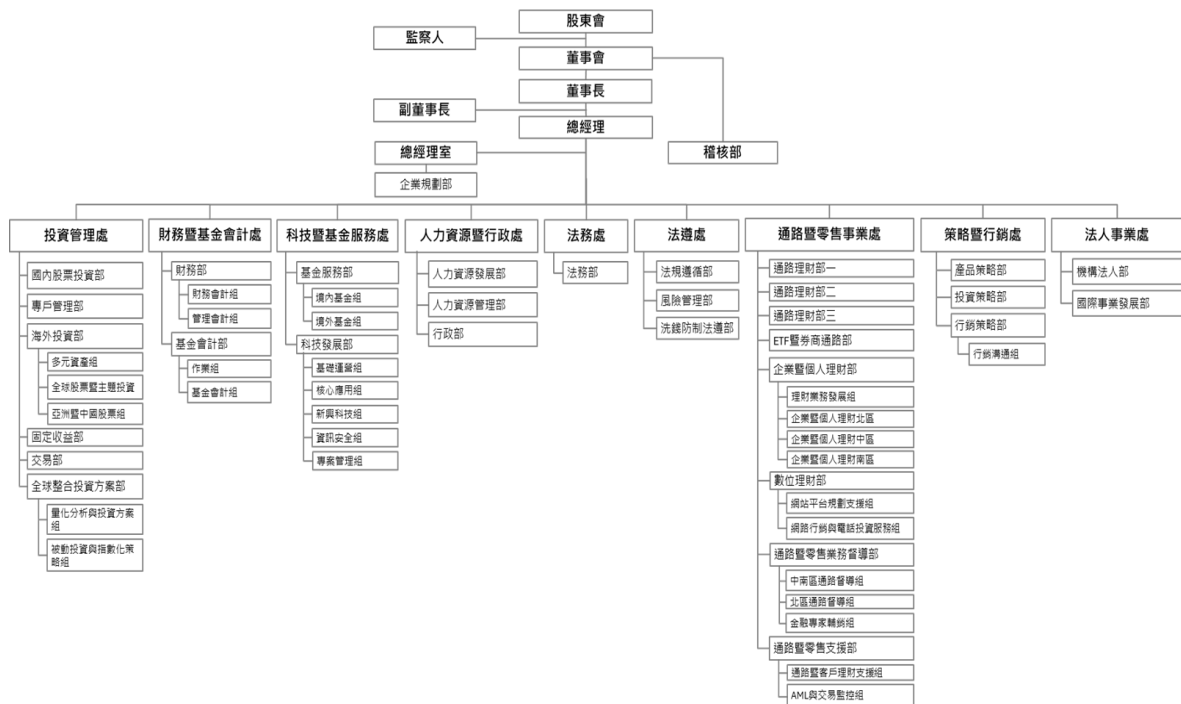 股東會
監察人
董事會
董事長
副董事長
總經理
總經理室
稽核部
企業規劃部
投資管理處
國內股票投資部
專戶管理部
海外投資部
多元資產組
全球股票暨主題投資
亞洲暨中國股票組
固定收益部
交易部
全球整合投資方案部
量化分析與投資方案
組
被動投資與指數化策
略組
財務暨基金會計處
財務部
財務會計組
管理會計組
基金會計部
作業組
基金會計組
科技暨基金服務處
基金服務部
境內基金組
境外基金組
科技發展部
基礎運營組
核心應用組
新興科技組
資訊安全組
專案管理組
人力資源暨行政處
人力資源發展部
人力資源管理部
行政部
法務處
法務部
法遵處
法規遵循部
風險管理部
洗錢防制法遵部
通路暨零售事業處
通路理財部一
通路理財部二
通路理財部三
ETF暨券商通路部
企業暨個人理財部
理財業務發展組
企業暨個人理財北區
企業暨個人理財中區
企業暨個人理財南區
數位理財部
網站平台規劃支援組
網路行銷與電話投資服務組
通路暨零售業務督導部
中南區通路督導組
北區通路督導組
金融專家輔銷組
通路暨零售支援部
通路暨客戶理財支援組
AML與交易監控組
策略暨行銷處
產品策略部
投資策略部
行銷策略部
行銷溝通組
法人事業處
機構法人部
國際事業發展部